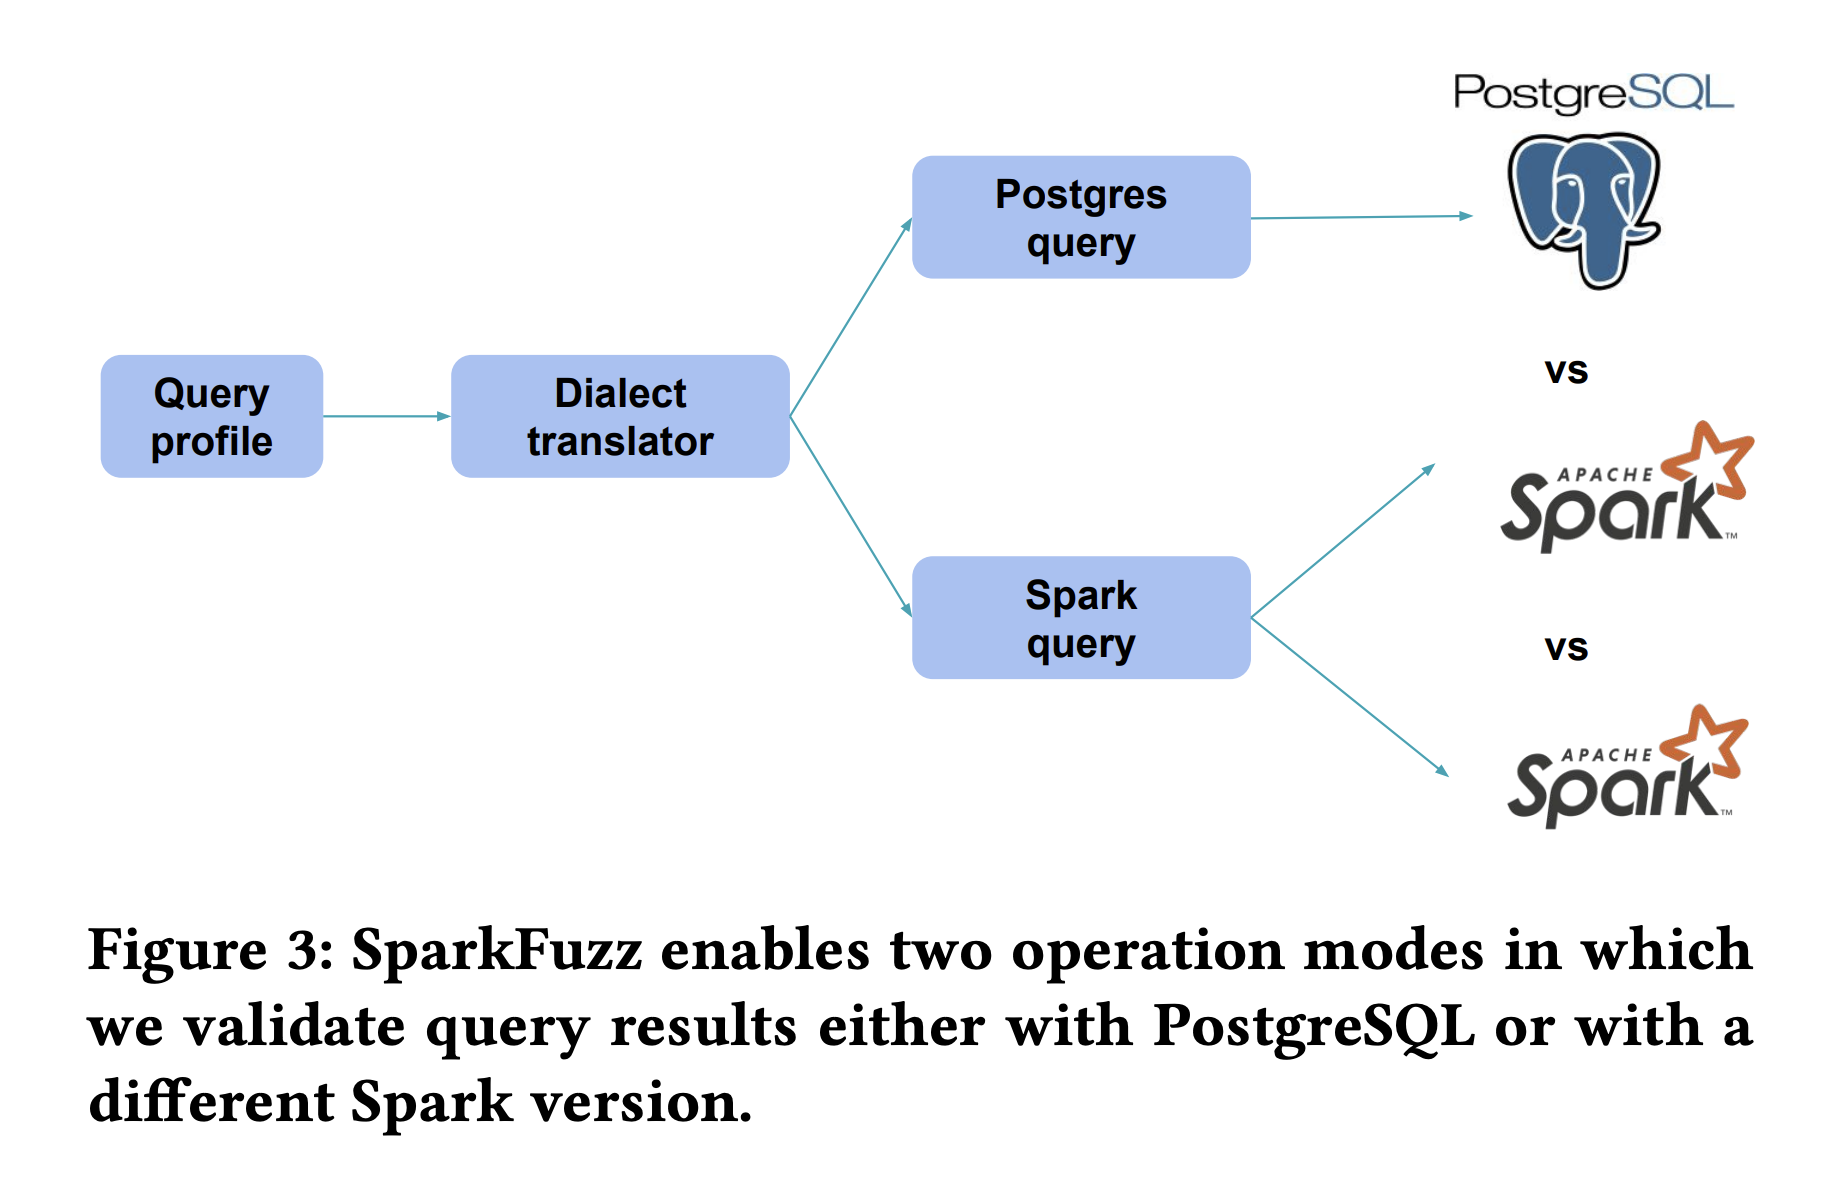 PostgreSQL
Postgres
query
vs
Query
profile
Dialect
translator
APACHE
Spark™
Spark
query
vs
APACHE
Spark™
Figure 3: SparkFuzz enables two operation modes in which
we validate query results either with PostgreSQL or with a
different Spark version.